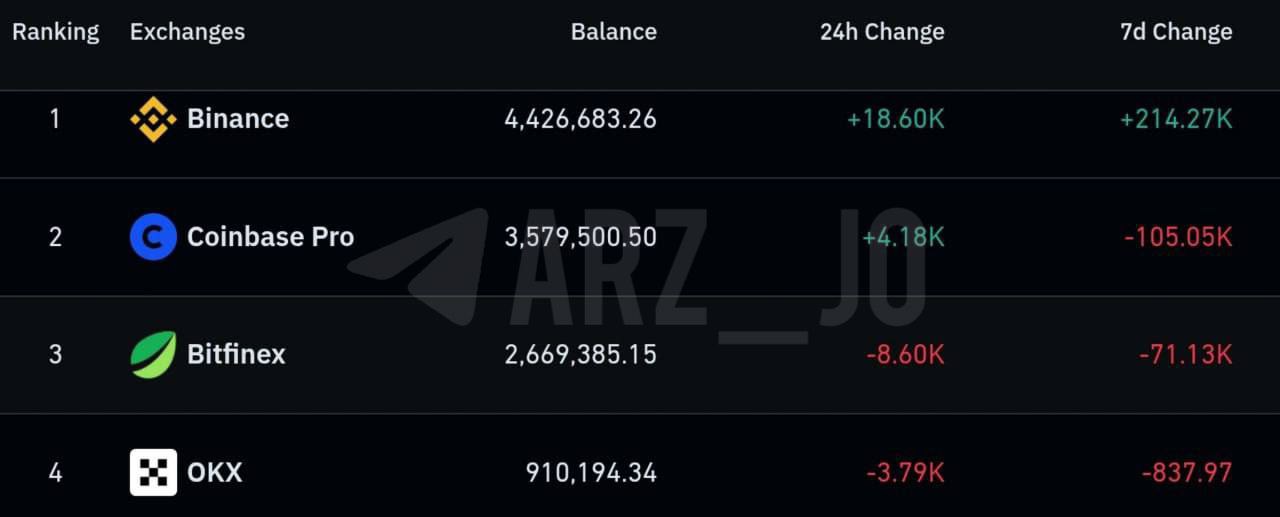 Ranking Exchanges Balance 24h Change 7d Change
1 Binance 4,426,683.26 +18.60K +214.27K
2 Coinbase Pro 3,579,500.50 +4.18K -105.05K
ARZ__JO
3 Bitfinex 2,669,385.15 -8.60K -71.13K
4 OKX 910,194.34 -3.79K -837.97